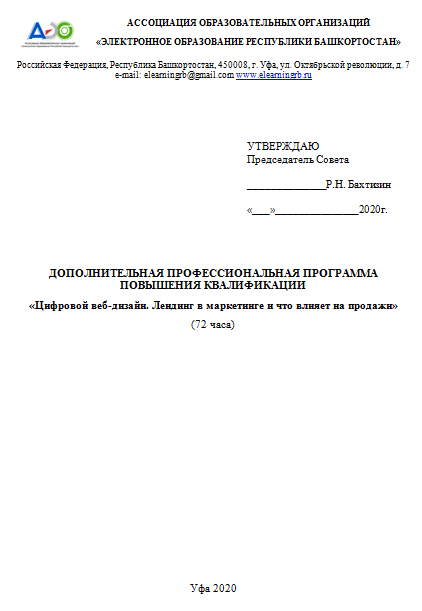 АССОЦИАЦИЯ ОБРАЗОВАТЕЛЬНЫХ ОРГАНИЗАЦИЙ
«ЭЛЕКТРОННОЕ ОБРАЗОВАНИЕ РЕСПУБЛИКИ БАШКОРТОСТАН»
Российская Федерация, Республика Башкортостан, 450008, г. Уфа, ул. Октябрьской революции, д. 7
e-mail: elearningrb@gmail.com www.elearningrb.ru
УТВЕРЖДАЮ
Председатель Совета
_______________Р.Н. Бахтизин
«___»________________2020г.
ДОПОЛНИТЕЛЬНАЯ ПРОФЕССИОНАЛЬНАЯ ПРОГРАММА
ПОВЫШЕНИЯ КВАЛИФИКАЦИИ
«Цифровой веб-дизайн. Лендинг в маркетинге и что влияет на продажи»
(72 часа)
Уфа 2020